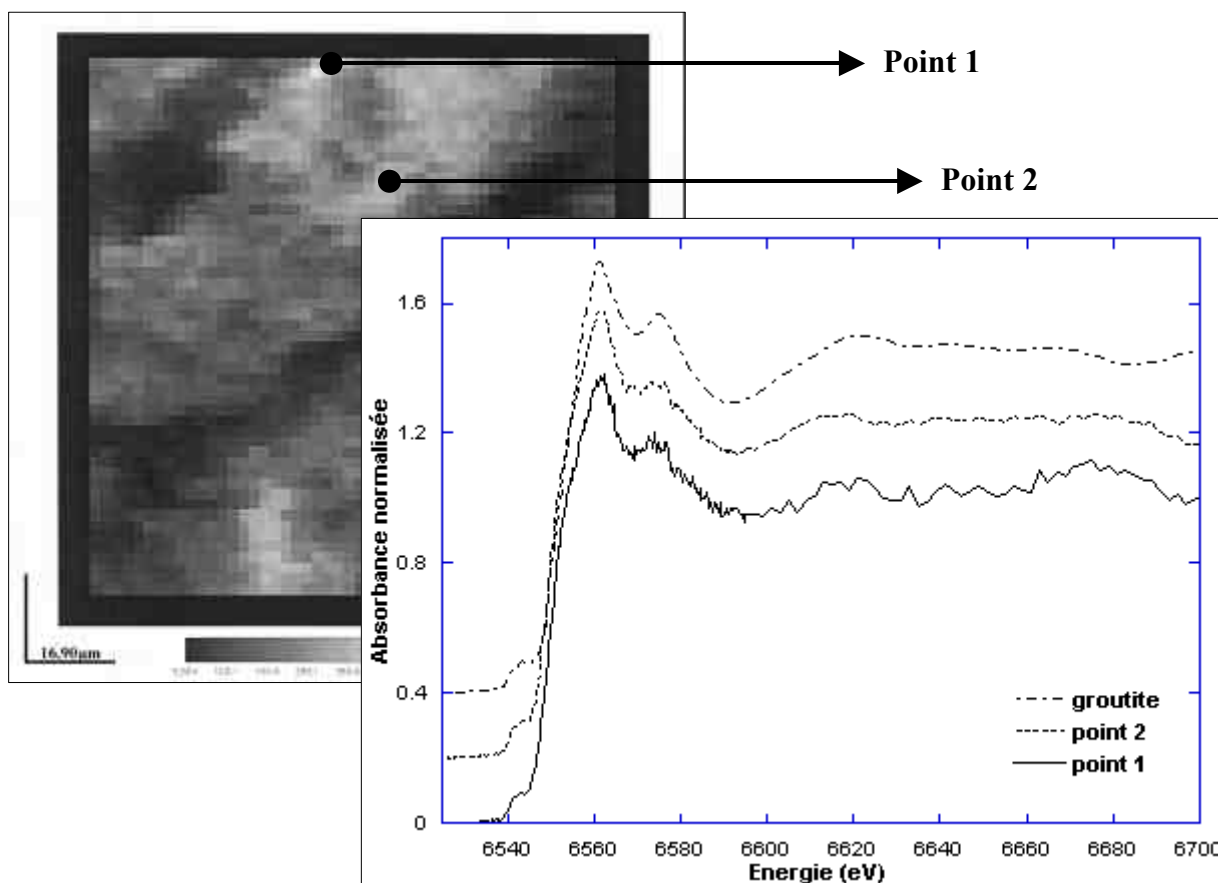 Point 1
Point 2
16,90µm
Absorbance normalisée
1.6
1.2
0.8
0.4
0
groutite
point 2
point 1
6540 6560 6580 6600 6620 6640 6660 6680 6700
Energie (eV)